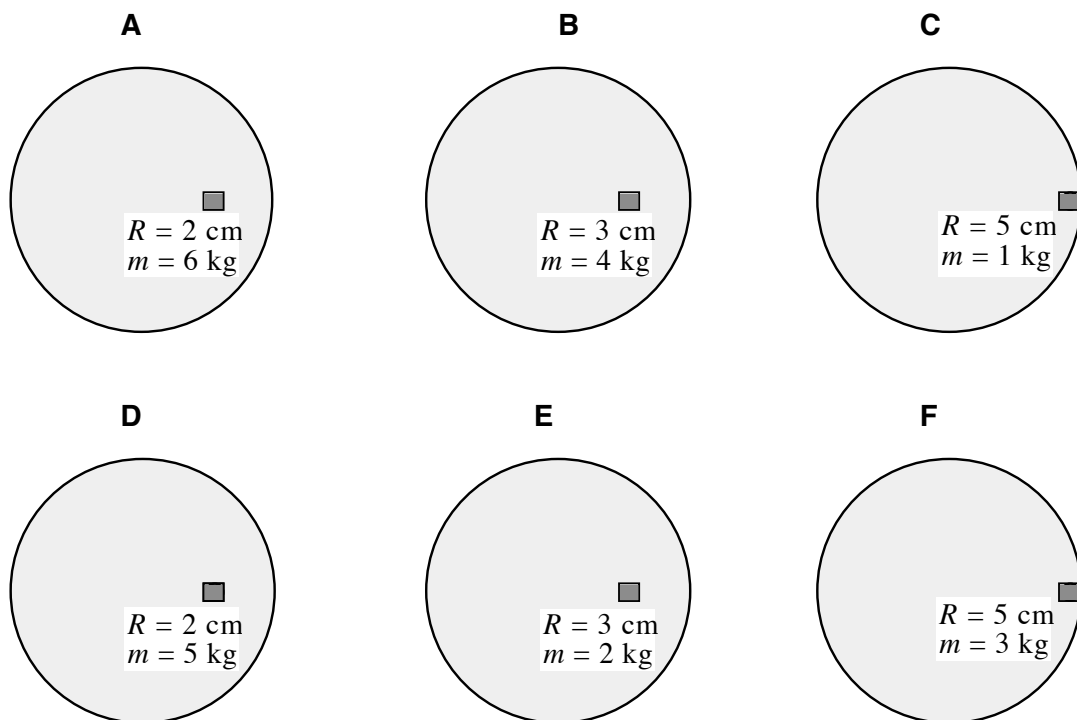 A
B
C
R = 2 cm
m = 6 kg
R = 3 cm
m = 4 kg
R = 5 cm
m = 1 kg
D
E
F
R = 2 cm
m = 5 kg
R = 3 cm
m = 2 kg
R = 5 cm
m = 3 kg